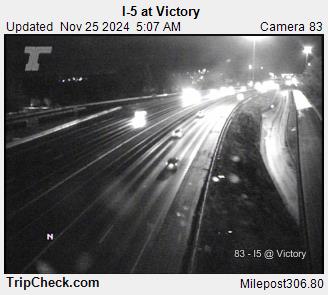 I-5 at Victory
Updated Nov 25 2024 5:07 AM Camera 83
T
N
83 - I5 @ Victory
TripCheck.com Milepost306.80